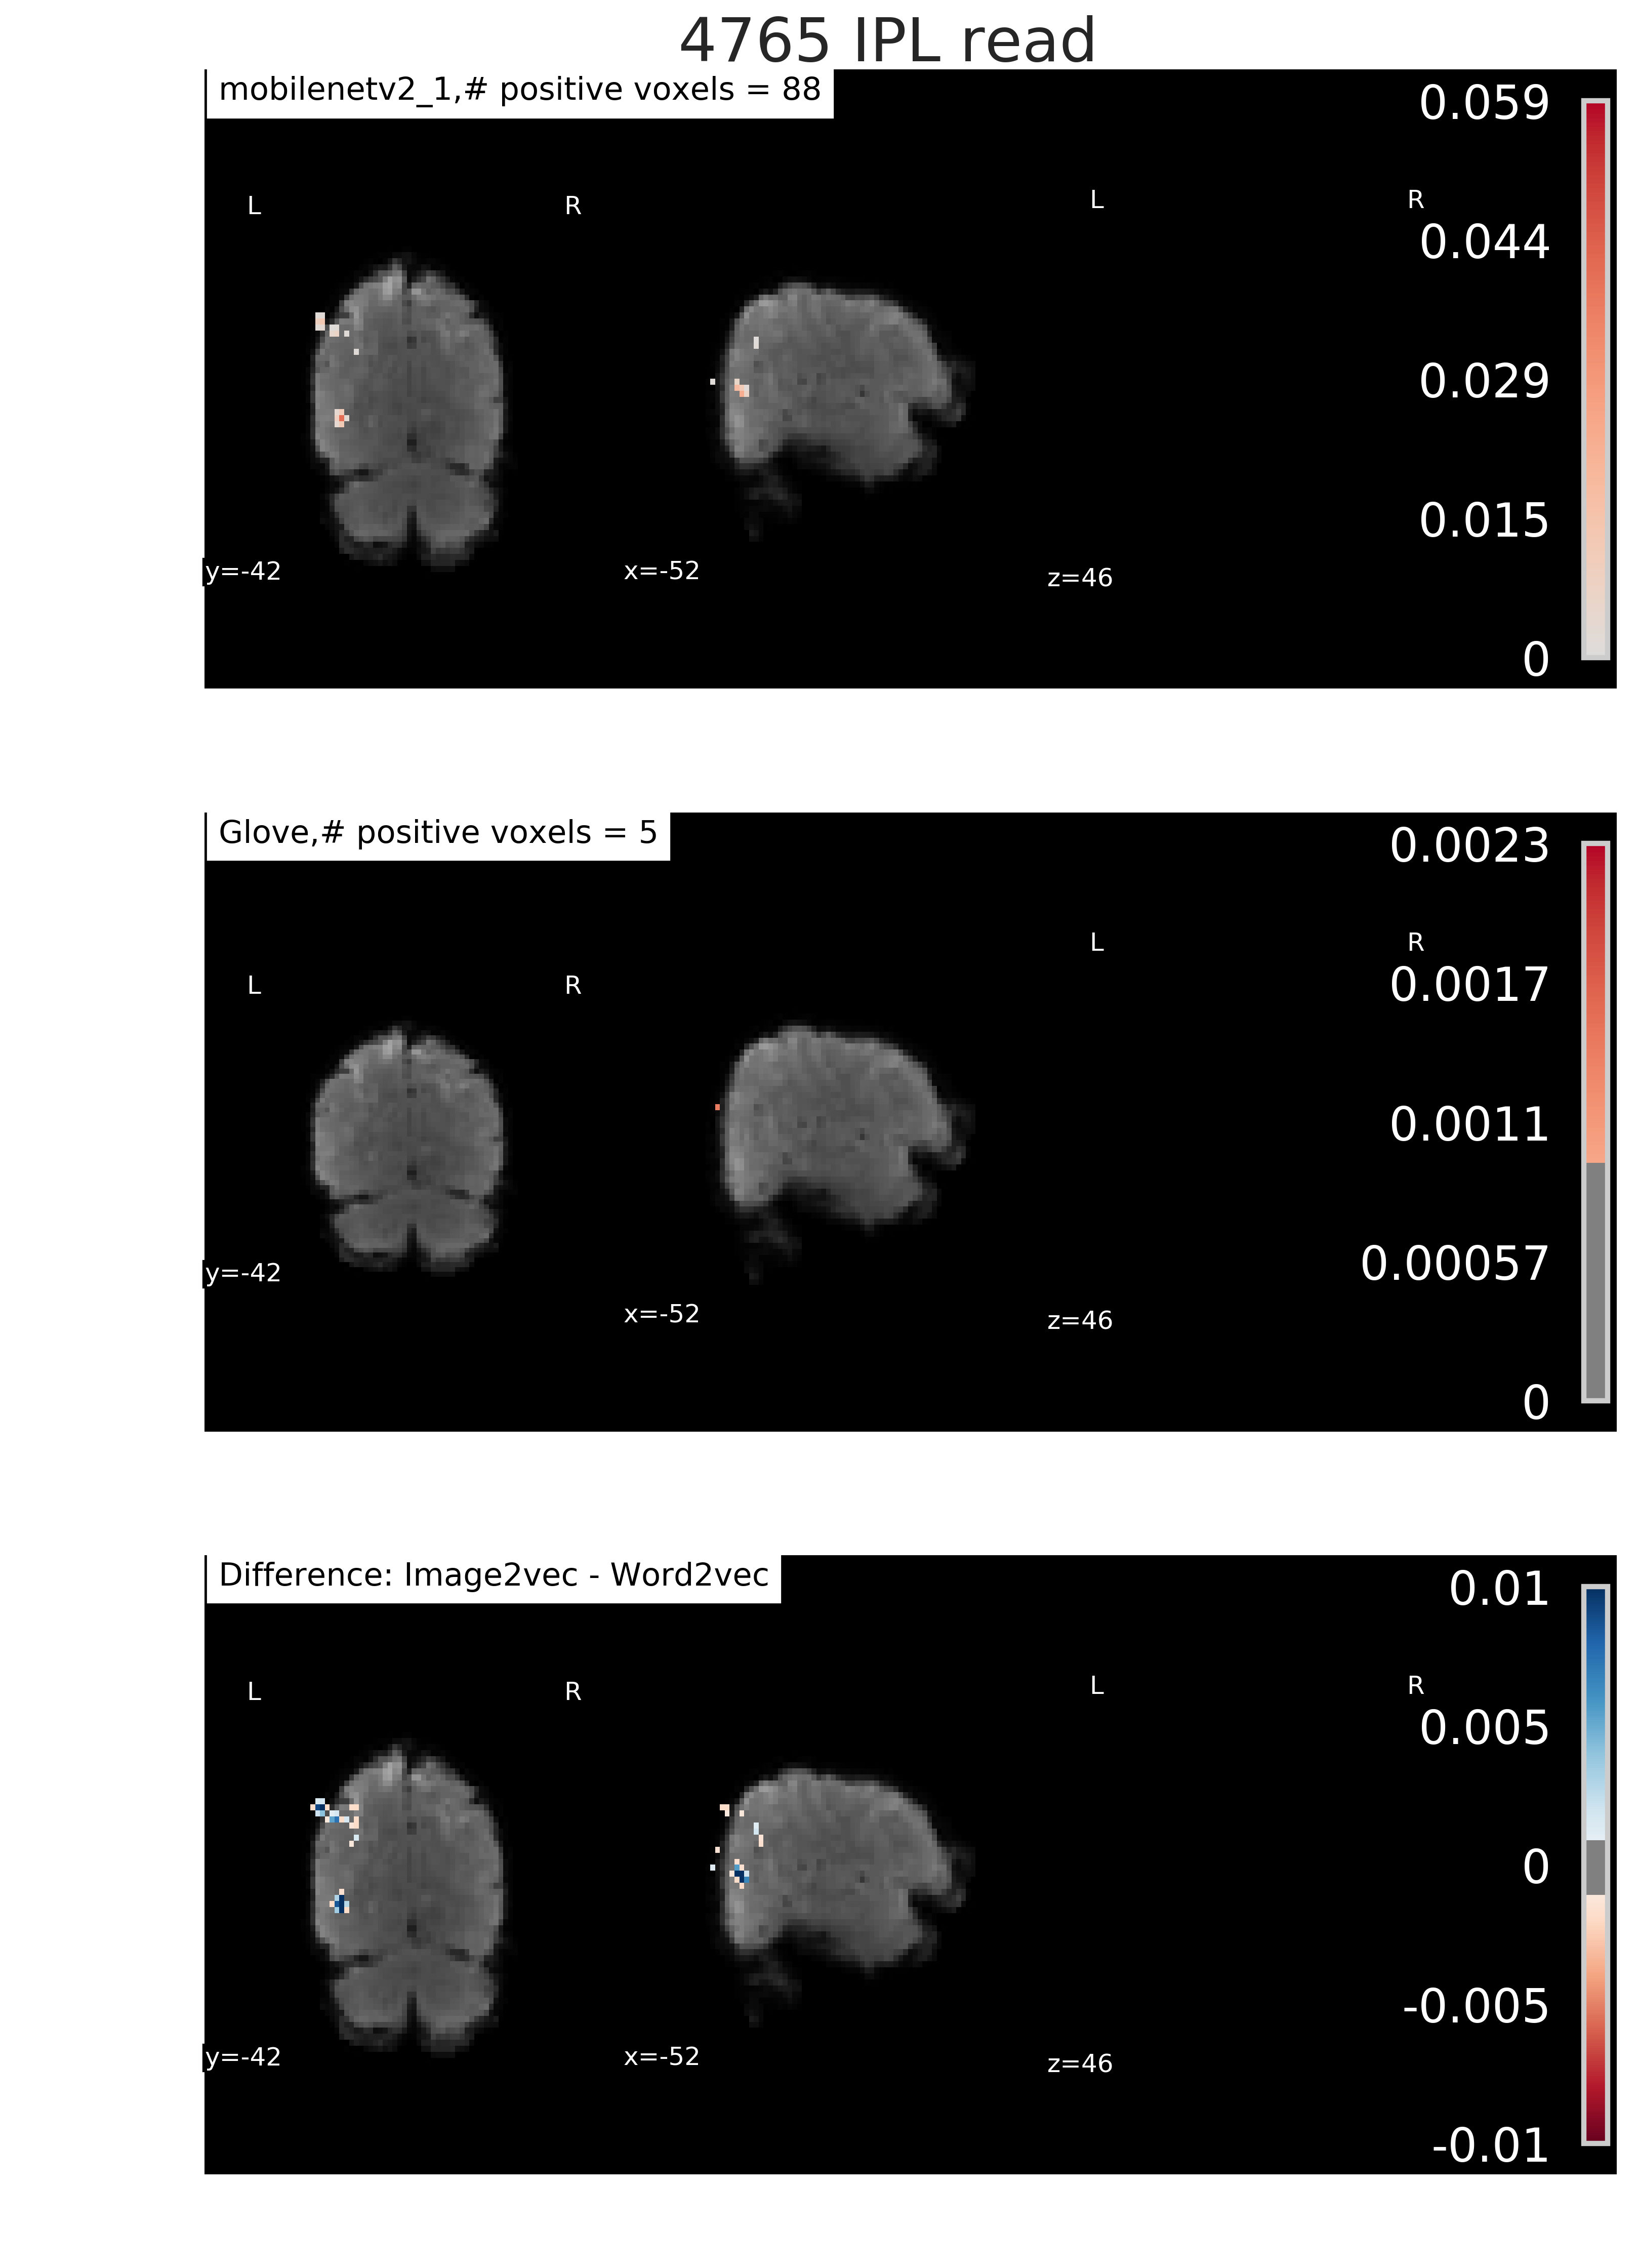 4765 IPL read
mobilenetv2_1,# positive voxels = 88
0.059
L R L R
0.044
0.029
0.015
y=-42 x=-52 z=46
0
Glove,# positive voxels = 5
0.0023
L R
L R
0.0017
0.0011
0.00057
y=-42
x=-52 z=46
0
Difference: Image2vec - Word2vec
0.01
L R L R
0.005
0
-0.005
y=-42 x=-52 z=46
-0.01